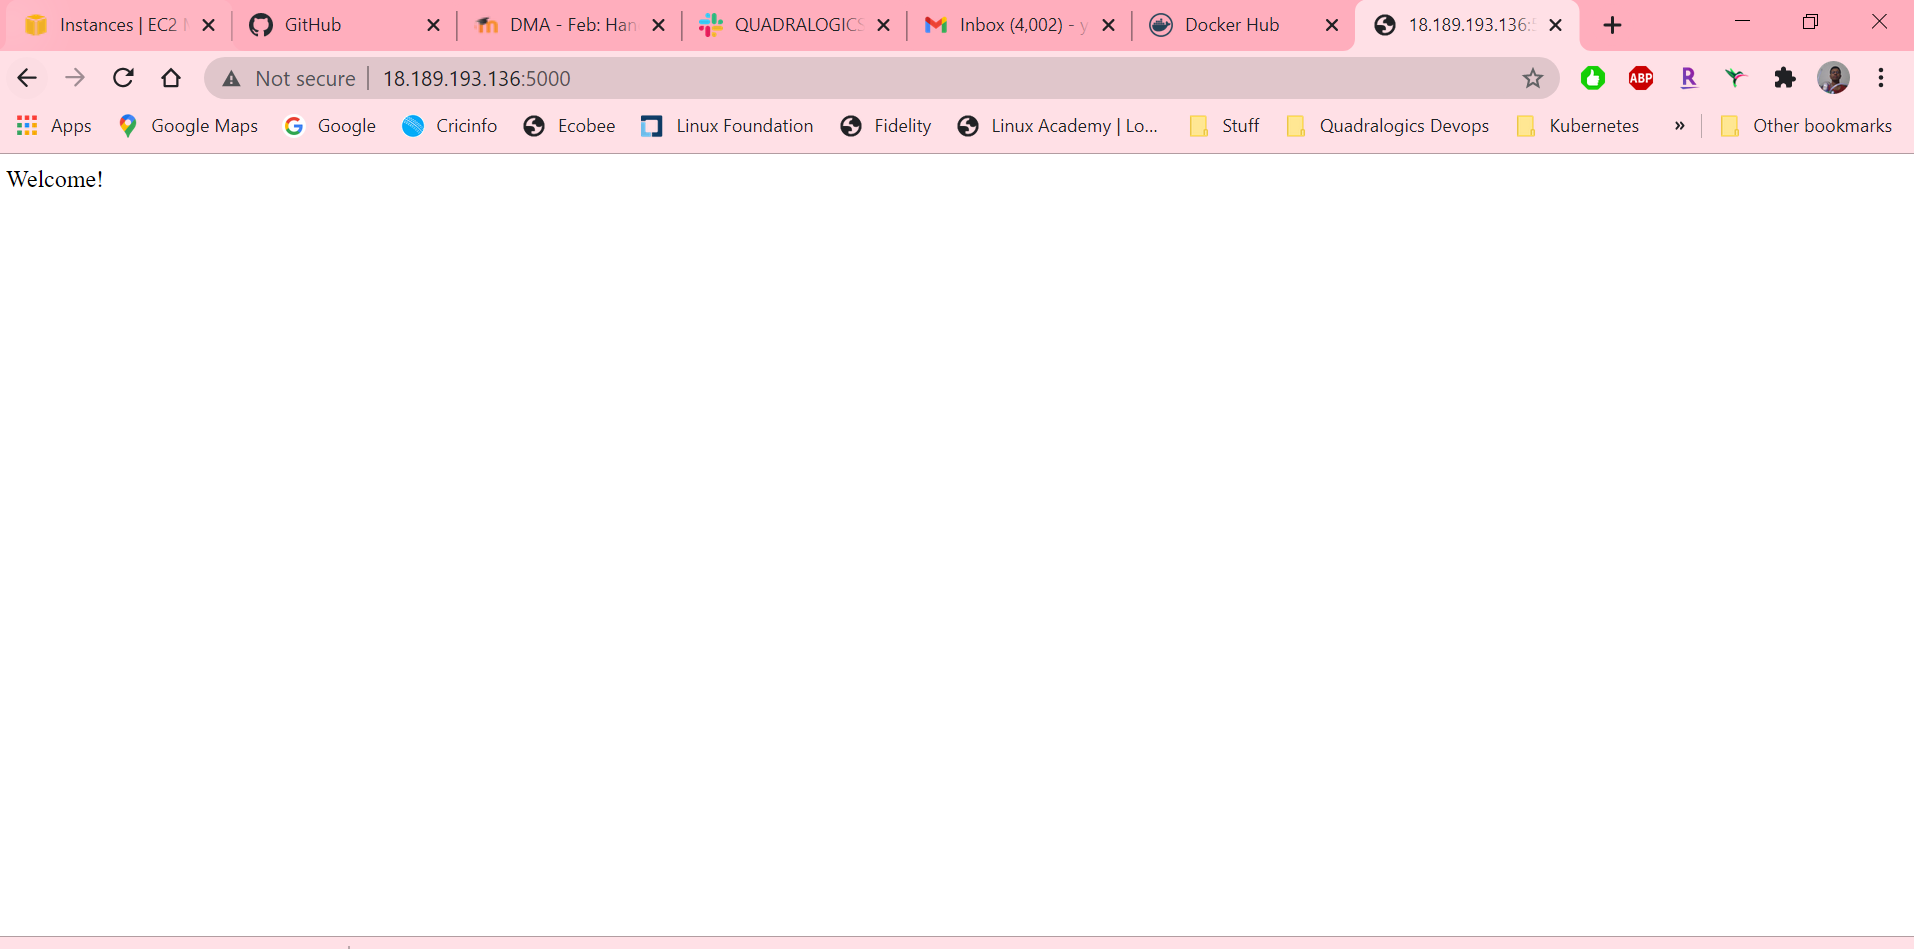 Instances | EC2 GitHub DMA - Feb: Han QUADRALOGICS Inbox (4,002) - y Docker Hub 18.189.193.136:5
Not secure 18.189.193.136:5000 ABP R
Apps Google Maps Google Cricinfo Ecobee Linux Foundation Fidelity Linux Academy | Lo... Stuff Quadralogics Devops Kubernetes » Other bookmarks
Welcome!